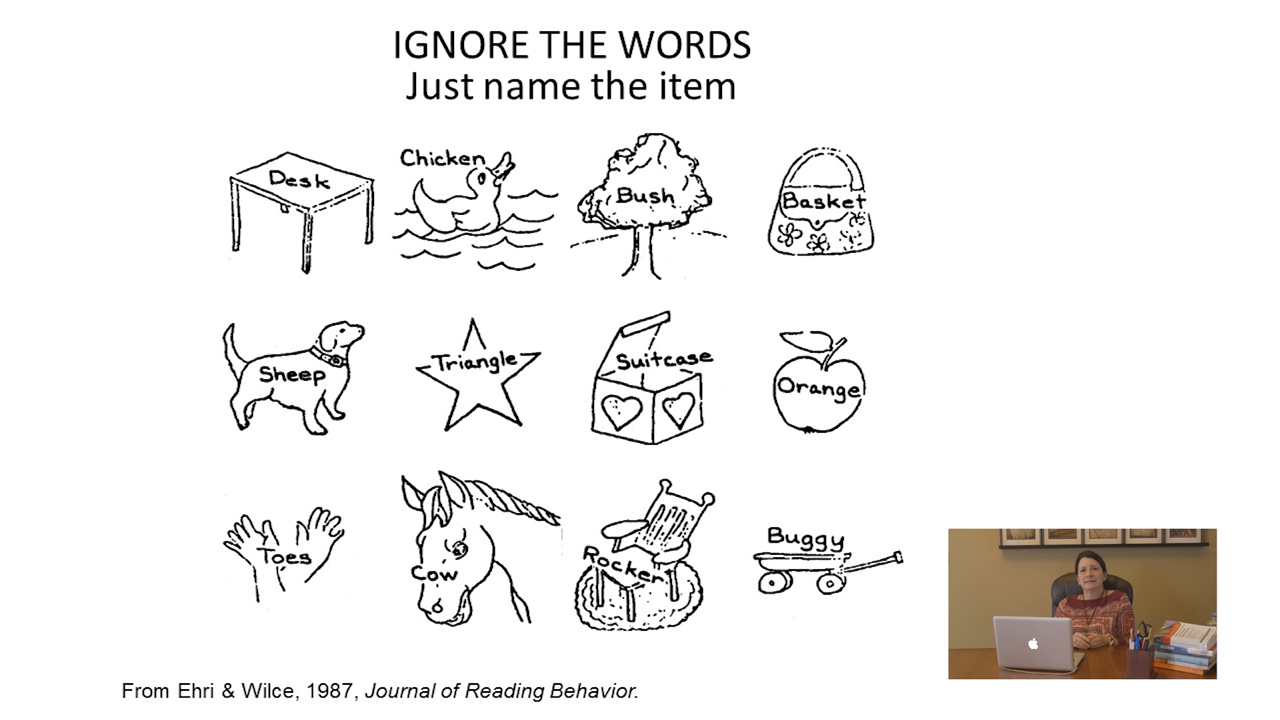 IGNORE THE WORDS
Just name the item
Desk
Chicken
Bush
Basket
Sheep
Triangle
Suitcase
Orange
Toes
Cow
Rocker
Buggy
From Ehri & Wilce, 1987, Journal of Reading Behavior.